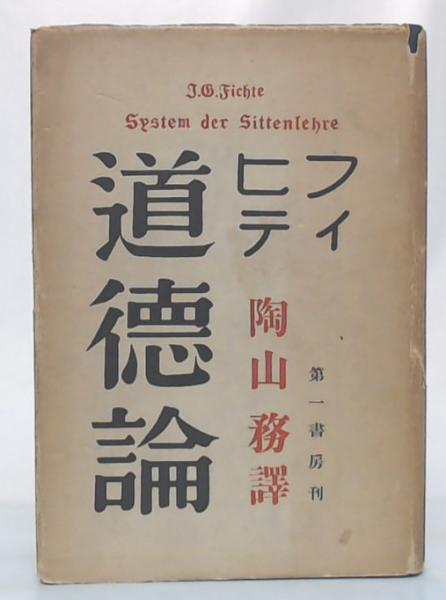 J.G.Fichte
System der Sittenlehre
フィ
ヒテ
道德論
陶山務譯
第一書房刊